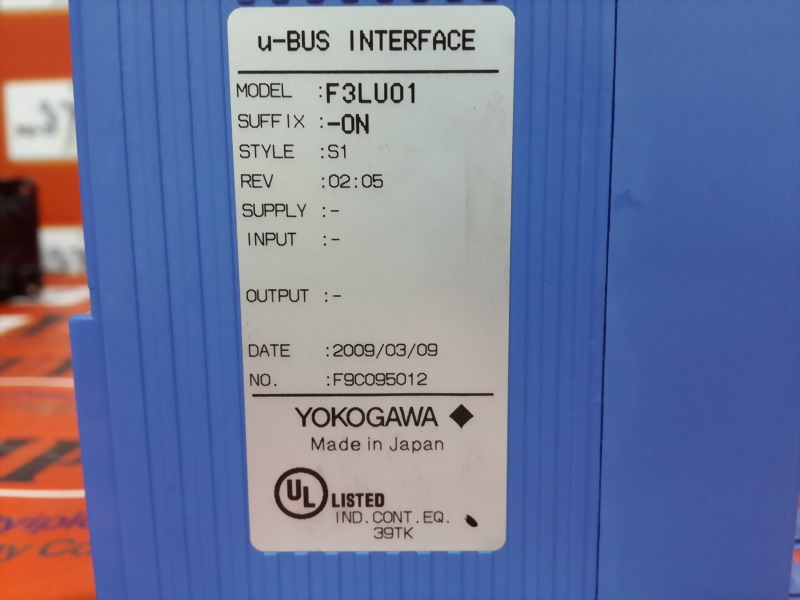 u-BUS INTERFACE
MODEL :F3LU01
SUFFIX :-0N
STYLE :S1
REV :02:05
SUPPLY :-
INPUT :-
OUTPUT :-
DATE :2009/03/09
NO. :F9C095012
YOKOGAWA
Made in Japan
UL LISTED
IND.CONT.EQ.
39TK